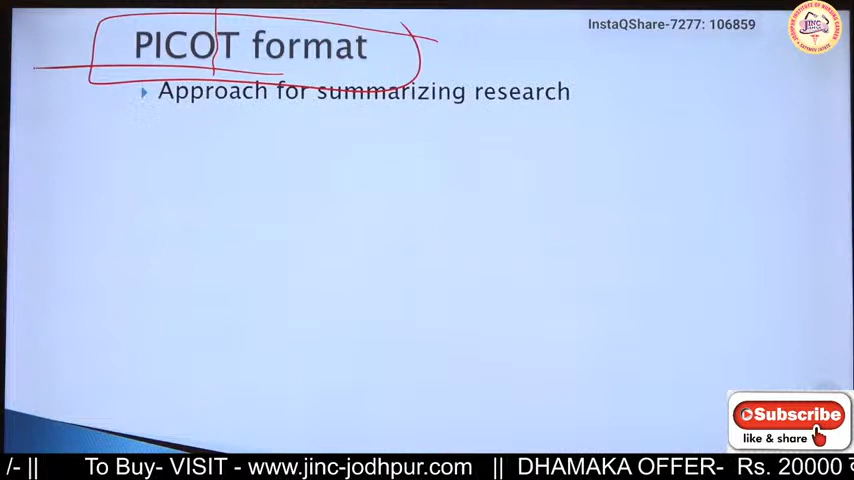 InstaQShare-7277: 106859
PICOT format
Approach for summarizing research
Subscribe
like & share
/- || To Buy- VISIT - www.jinc-jodhpur.com || DHAMAKA OFFER- Rs. 20000